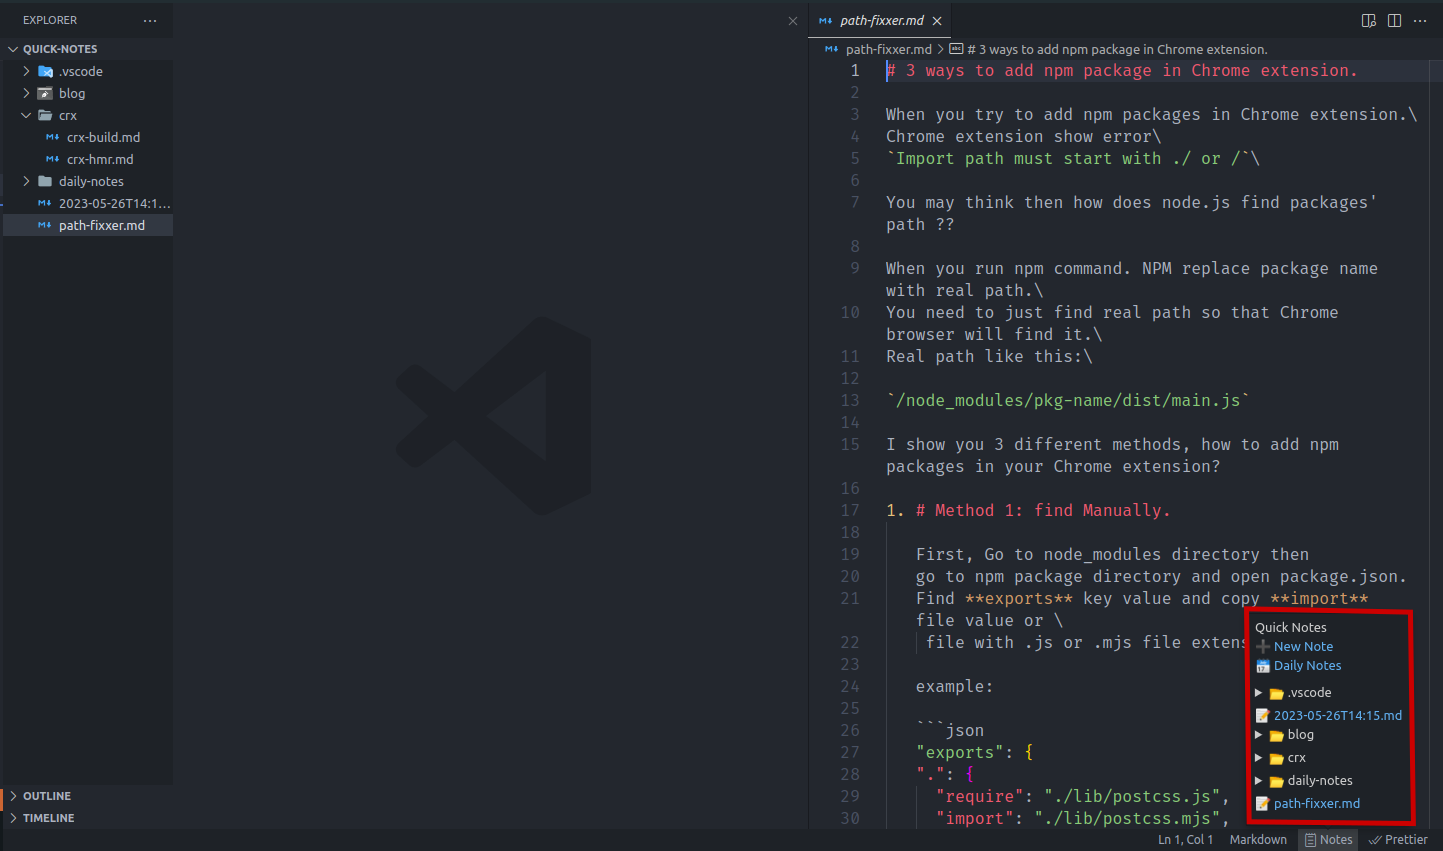 EXPLORER
QUICK-NOTES
.vscode
blog
crx
crx-build.md
crx-hmr.md
daily-notes
2023-05-26T14:1...
path-fixxer.md
OUTLINE
TIMELINE
path-fixxer.md
path-fixxer.md > # 3 ways to add npm package in Chrome extension.
1 # 3 ways to add npm package in Chrome extension.
2
3 When you try to add npm packages in Chrome extension.\
4 Chrome extension show error\
5 `Import path must start with ./ or /`\
6
7 You may think then how does node.js find packages'
path ??
8
9 When you run npm command. NPM replace package name
with real path.\
10 You need to just find real path so that Chrome
browser will find it.\
11 Real path like this:\
12
13 `/node_modules/pkg-name/dist/main.js`
14
15 I show you 3 different methods, how to add npm
packages in your Chrome extension?
16
17 1. # Method 1: find Manually.
18
19 First, Go to node_modules directory then
20 go to npm package directory and open package.json.
21 Find **exports** key value and copy **import**
file value or \
22 file with .js or .mjs file extens
23
24 example:
25
26 ```json
27 "exports": {
28 ".": {
29 "require": "./lib/postcss.js",
30 "import": "./lib/postcss.mjs",
Quick Notes
New Note
Daily Notes
.vscode
2023-05-26T14:15.md
blog
crx
daily-notes
path-fixxer.md
Ln 1, Col 1 Markdown Notes Prettier